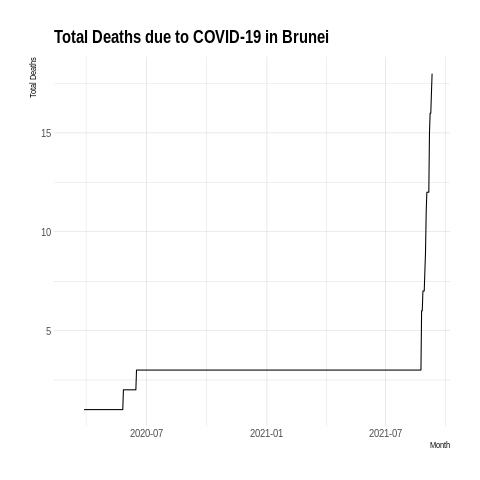 Total Deaths due to COVID-19 in Brunei
Total Deaths
15
10
5
2020-07
2021-01
2021-07
Month